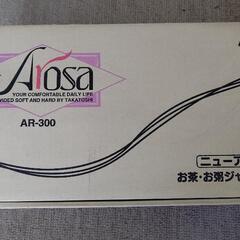 Arosa
YOUR COMFORTABLE DAILY LIFE
VIDED SOFT AND HARD BY TAKATOSHI
AR-300
ニューア
お茶・お粥ジャ